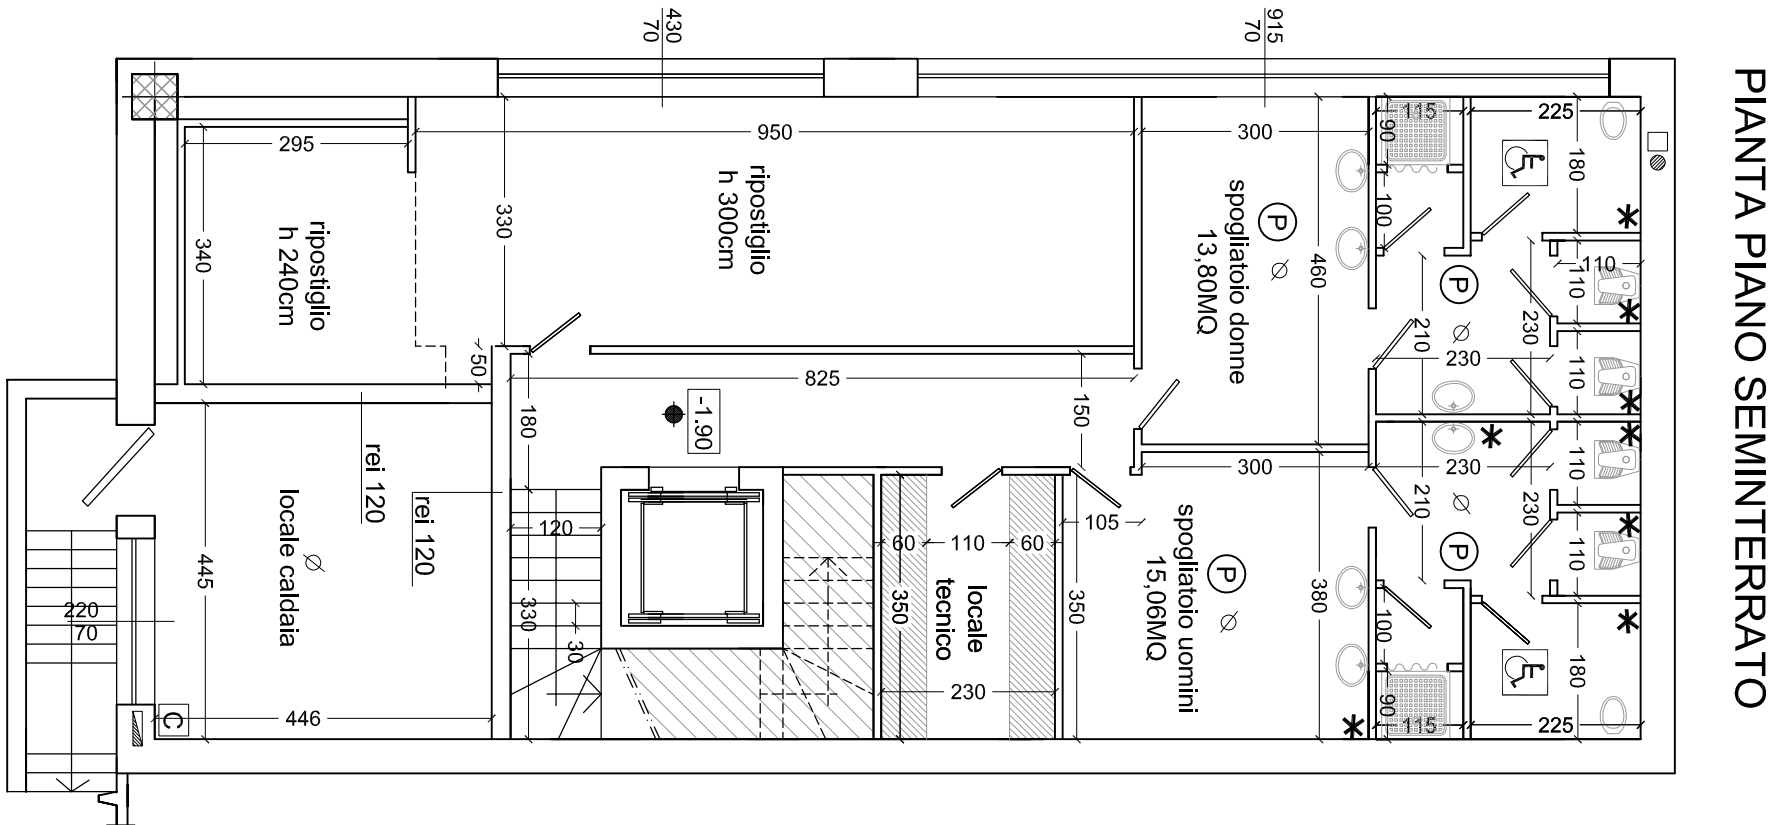 PIANTA PIANO SEMINTERRATO
430
70
915
70
295
950
300
115
225
90
180
100
110
110
340
330
460
210
230
230
110
50
825
150
180
ripostiglio
h 240cm
ripostiglio
h 300cm
spogliatoio donne
13,80MQ
P
P
-1.90
rei 120
rei 120
locale caldaia
445
446
220
70
C
120
330
30
60
110
60
350
230
350
105
locale
tecnico
300
230
210
230
110
110
380
spogliatoio uomini
15,06MQ
P
P
100
90
115
180
225